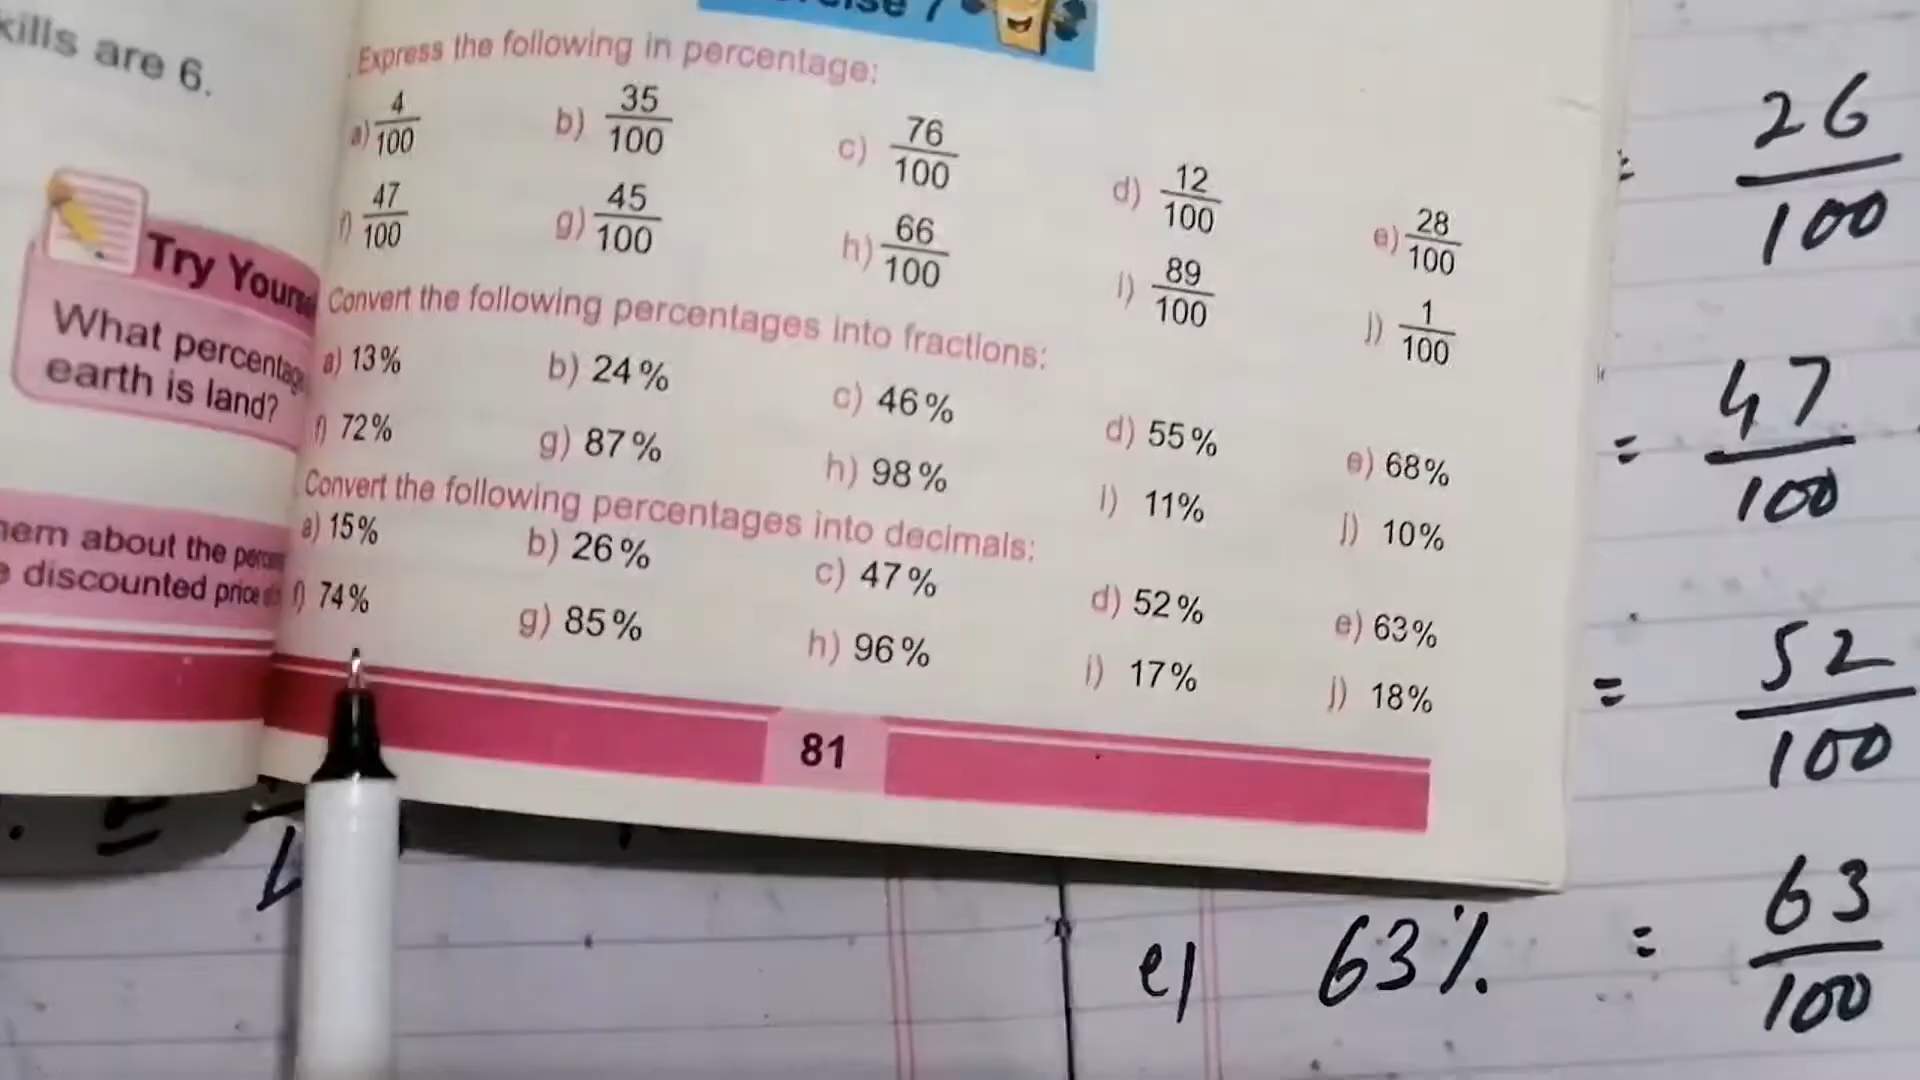 kills are 6.
Try Yourse
What percentag
earth is land?
hem about the
discounted price
7
Express the following in percentage:
a) 4/100 b) 35/100 c) 76/100 d) 12/100 e) 28/100
f) 47/100 g) 45/100 h) 66/100 i) 89/100 j) 1/100
Convert the following percentages into fractions:
a) 13% b) 24% c) 46% d) 55% e) 68%
f) 72% g) 87% h) 98% i) 11% j) 10%
Convert the following percentages into decimals:
a) 15% b) 26% c) 47% d) 52% e) 63%
f) 74% g) 85% h) 96% i) 17% j) 18%
81
= 26/100
= 47/100
= 52/100
e) 63% = 63/100